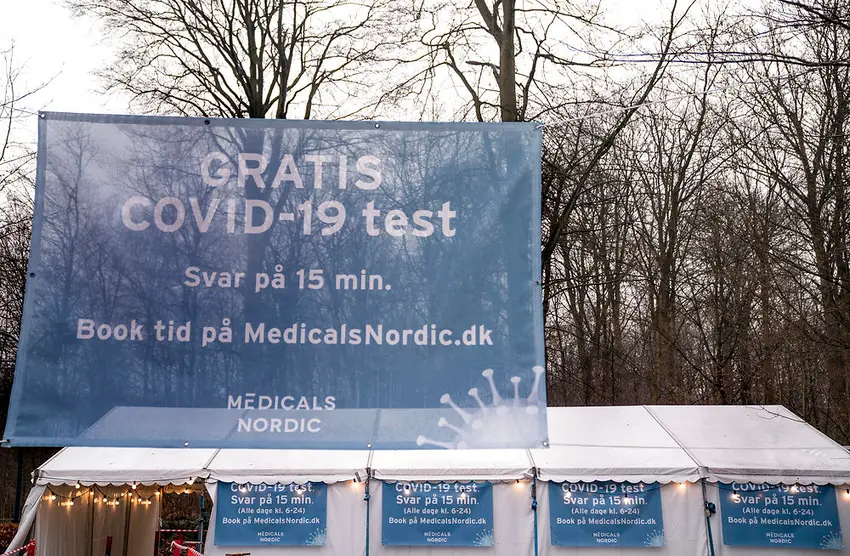 GRATIS
COVID-19 test
Svar på 15 min.
Book tid på MedicalsNordic.dk
MEDICALS
NORDIC
COVID-19 test.
Svar på 15 min.
(Alle dage kl. 6-24)
Book på MedicalsNordic.dk
MEDICALS
NORDIC
COVID-19 test.
Svar på 15 min.
(Alle dage kl. 6-24)
Book på MedicalsNordic.dk
MEDICALS
NORDIC
COVID-19 test.
Svar på 15 min.
(Alle dage kl. 6-24)
Book på MedicalsNordic.dk
MEDICALS
NORDIC
COVID-19 test.
Svar på 15 min.
(Alle dage kl. 6-24)
Book på MedicalsNordic.dk
MEDICALS
NORDIC